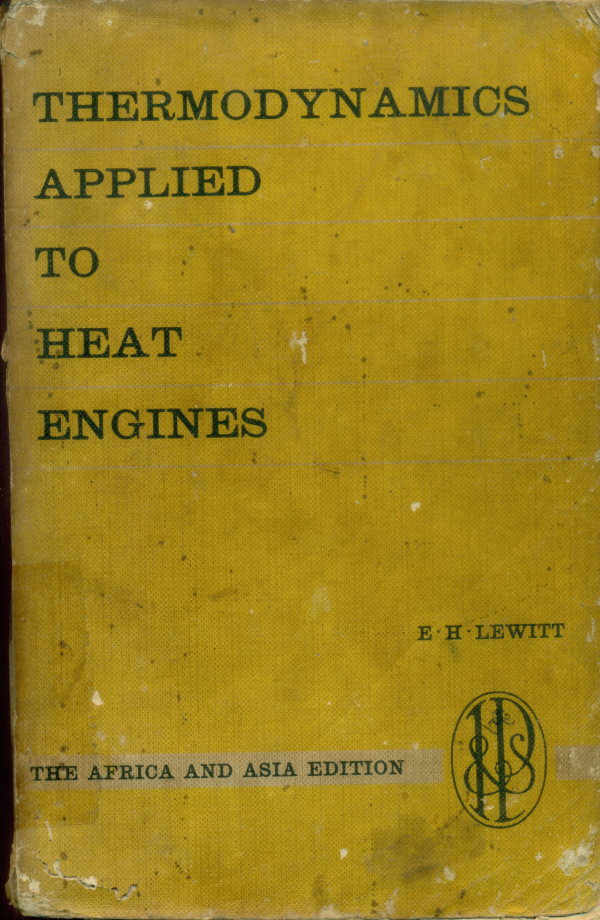 THERMODYNAMICS
APPLIED
TO
HEAT
ENGINES
E·H·LEWITT
THE AFRICA AND ASIA EDITION